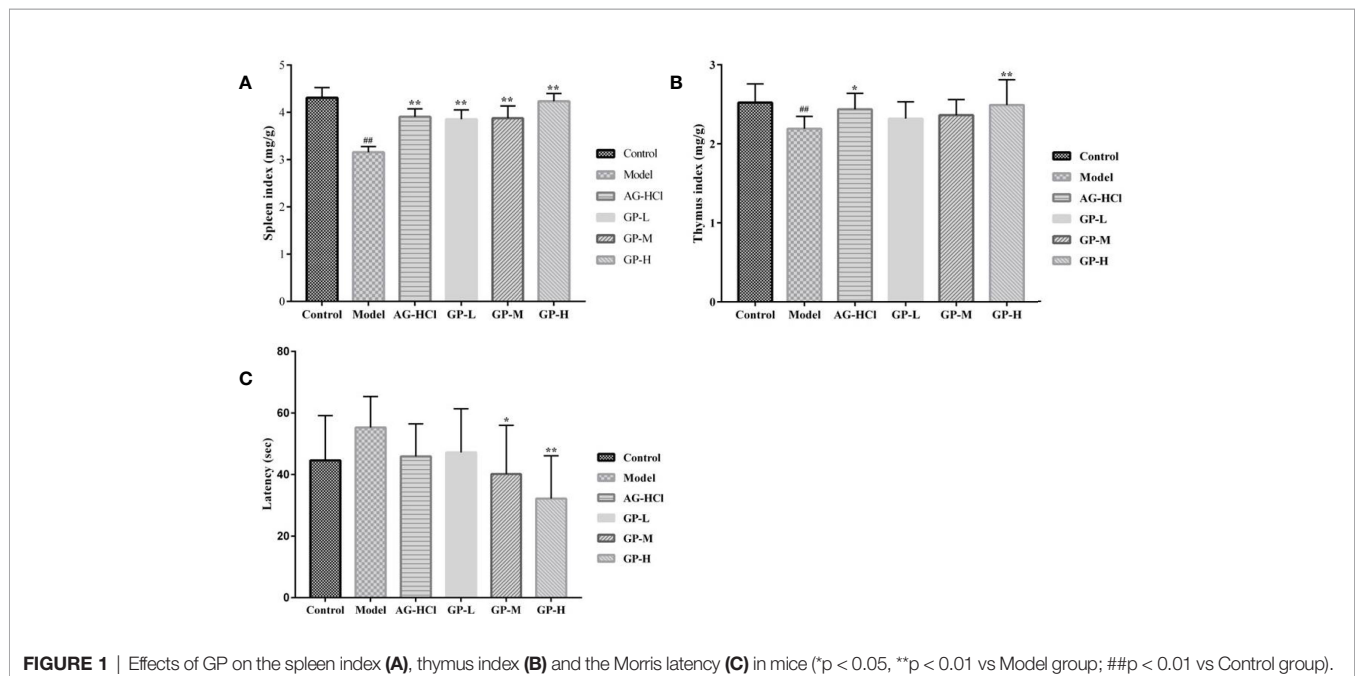 A
Spleen index (mg/g)
5
4
3
2
1
0
**
**
**
**
##
Control
Model
AG-HCl
GP-L
GP-M
GP-H
Control Model AG-HCl GP-L GP-M GP-H
B
Thymus index (mg/g)
3
2
1
0
##
*
**
Control
Model
AG-HCl
GP-L
GP-M
GP-H
Control Model AG-HCl GP-L GP-M GP-H
C
Latency (sec)
80
60
40
20
0
*
**
Control
Model
AG-HCl
GP-L
GP-M
GP-H
Control Model AG-HCl GP-L GP-M GP-H
FIGURE 1 | Effects of GP on the spleen index (A), thymus index (B) and the Morris latency (C) in mice (*p < 0.05, **p < 0.01 vs Model group; ##p < 0.01 vs Control group).